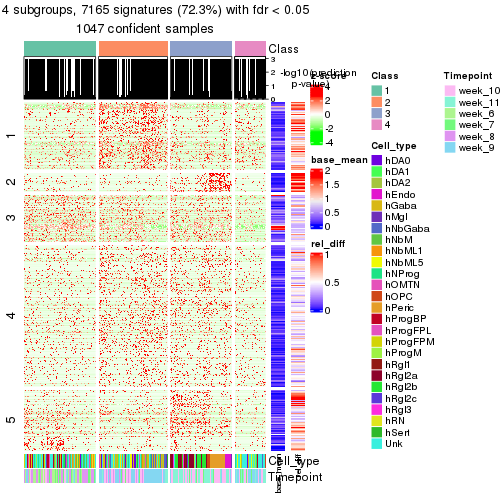 4 subgroups, 7165 signatures (72.3%) with fdr < 0.05
1047 confident samples
Class
3
2
1
0
-log10(prediction
p-value)
z-score
4
2
0
-2
-4
base_mean
2
1.5
1
0.5
0
rel_diff
1
0.5
0
1
2
3
4
5
Cell_type
Timepoint
base_mean
rel_diff
Class
1
2
3
4
Cell_type
hDA0
hDA1
hDA2
hEndo
hGaba
hMgl
hNbGaba
hNbM
hNbML1
hNbML5
hNProg
hOMTN
hOPC
hPeric
hProgBP
hProgFPL
hProgFPM
hProgM
hRgl1
hRgl2a
hRgl2b
hRgl2c
hRgl3
hRN
hSert
Unk
Timepoint
week_10
week_11
week_6
week_7
week_8
week_9